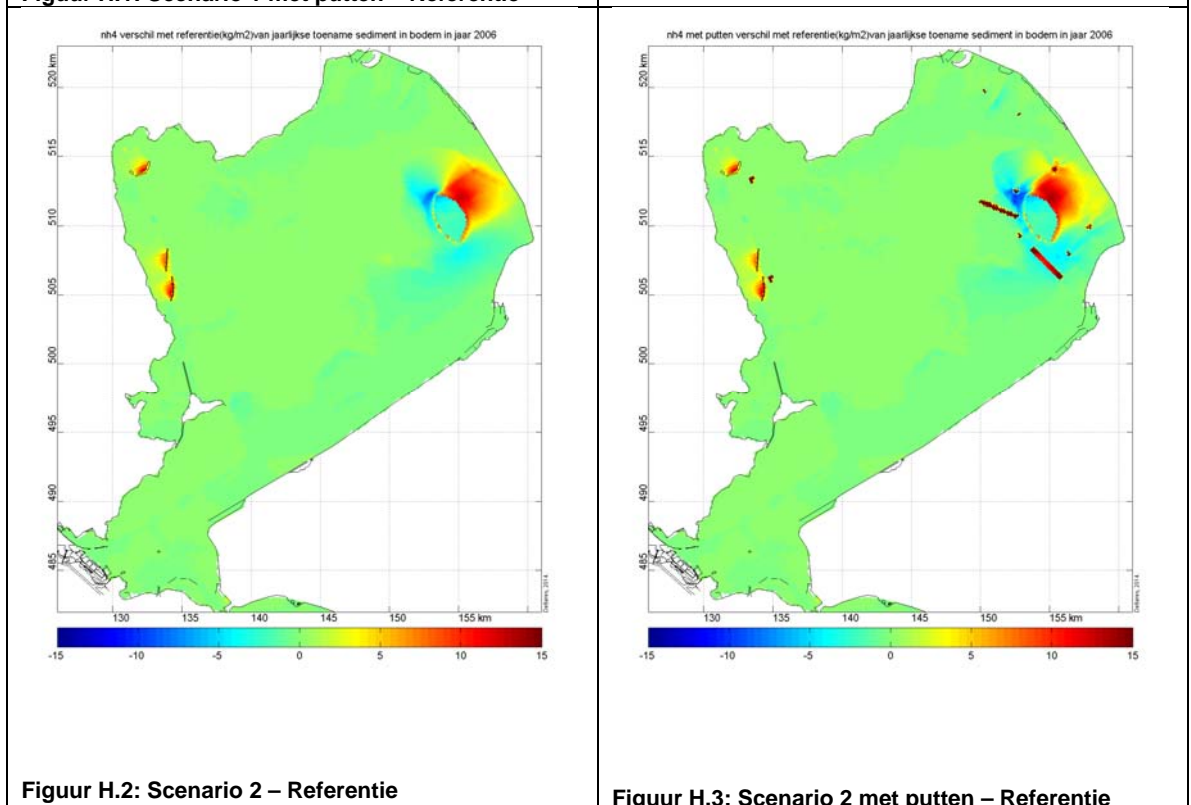 Figuur H.1: Scenario 1 met putten – Referentie
nh4 verschil met referentie(kg/m2)van jaarlijkse toename sediment in bodem in jaar 2006
520 km
515
510
505
500
495
490
485
130 135 140 145 150 155 km
Deltares, 2014
-15 -10 -5 0 5 10 15
Figuur H.2: Scenario 2 – Referentie
nh4 met putten verschil met referentie(kg/m2)van jaarlijkse toename sediment in bodem in jaar 2006
520 km
515
510
505
500
495
490
485
130 135 140 145 150 155 km
Deltares, 2014
-15 -10 -5 0 5 10 15
Figuur H.3: Scenario 2 met putten – Referentie